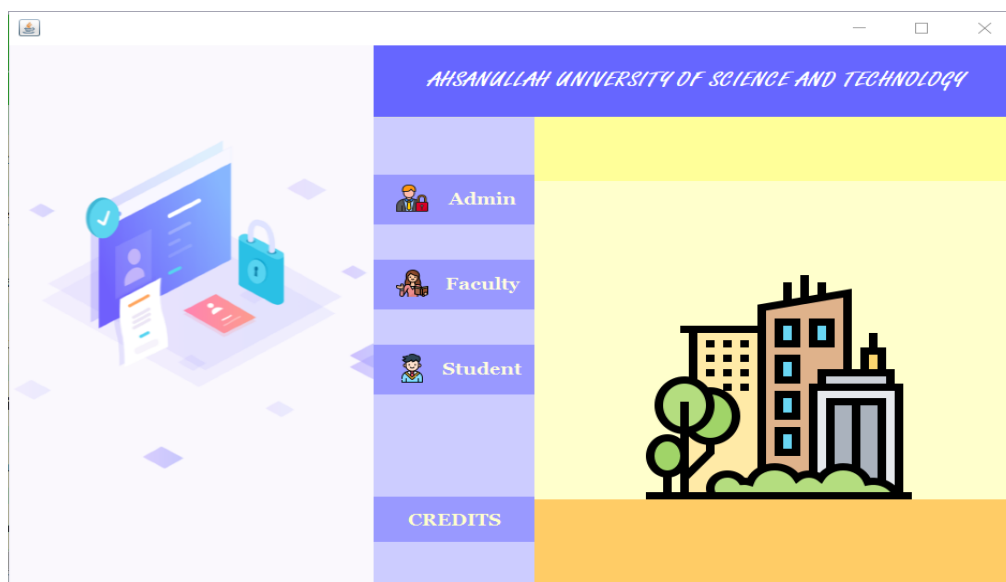 AHSANULLAH UNIVERSITY OF SCIENCE AND TECHNOLOGY
Admin
Faculty
Student
CREDITS